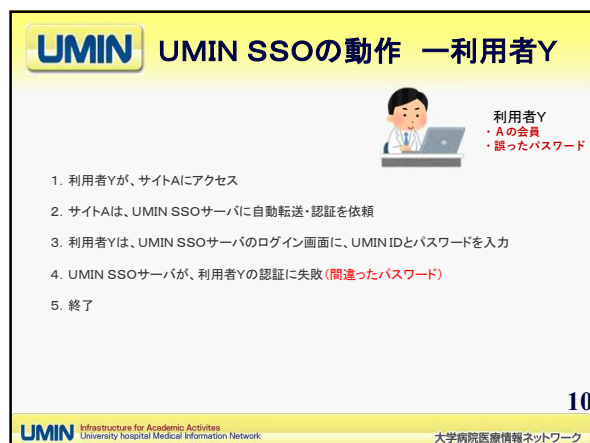 UMIN UMIN SSOの動作 ー利用者Y
利用者Y
・Aの会員
・誤ったパスワード
1. 利用者Yが、サイトAにアクセス
2. サイトAは、UMIN SSOサーバに自動転送・認証を依頼
3. 利用者Yは、UMIN SSOサーバのログイン画面に、UMIN IDとパスワードを入力
4. UMIN SSOサーバが、利用者Yの認証に失敗(間違ったパスワード)
5. 終了
10
UMIN Infrastructure for Academic Activites
University hospital Medical Information Network
大学病院医療情報ネットワーク